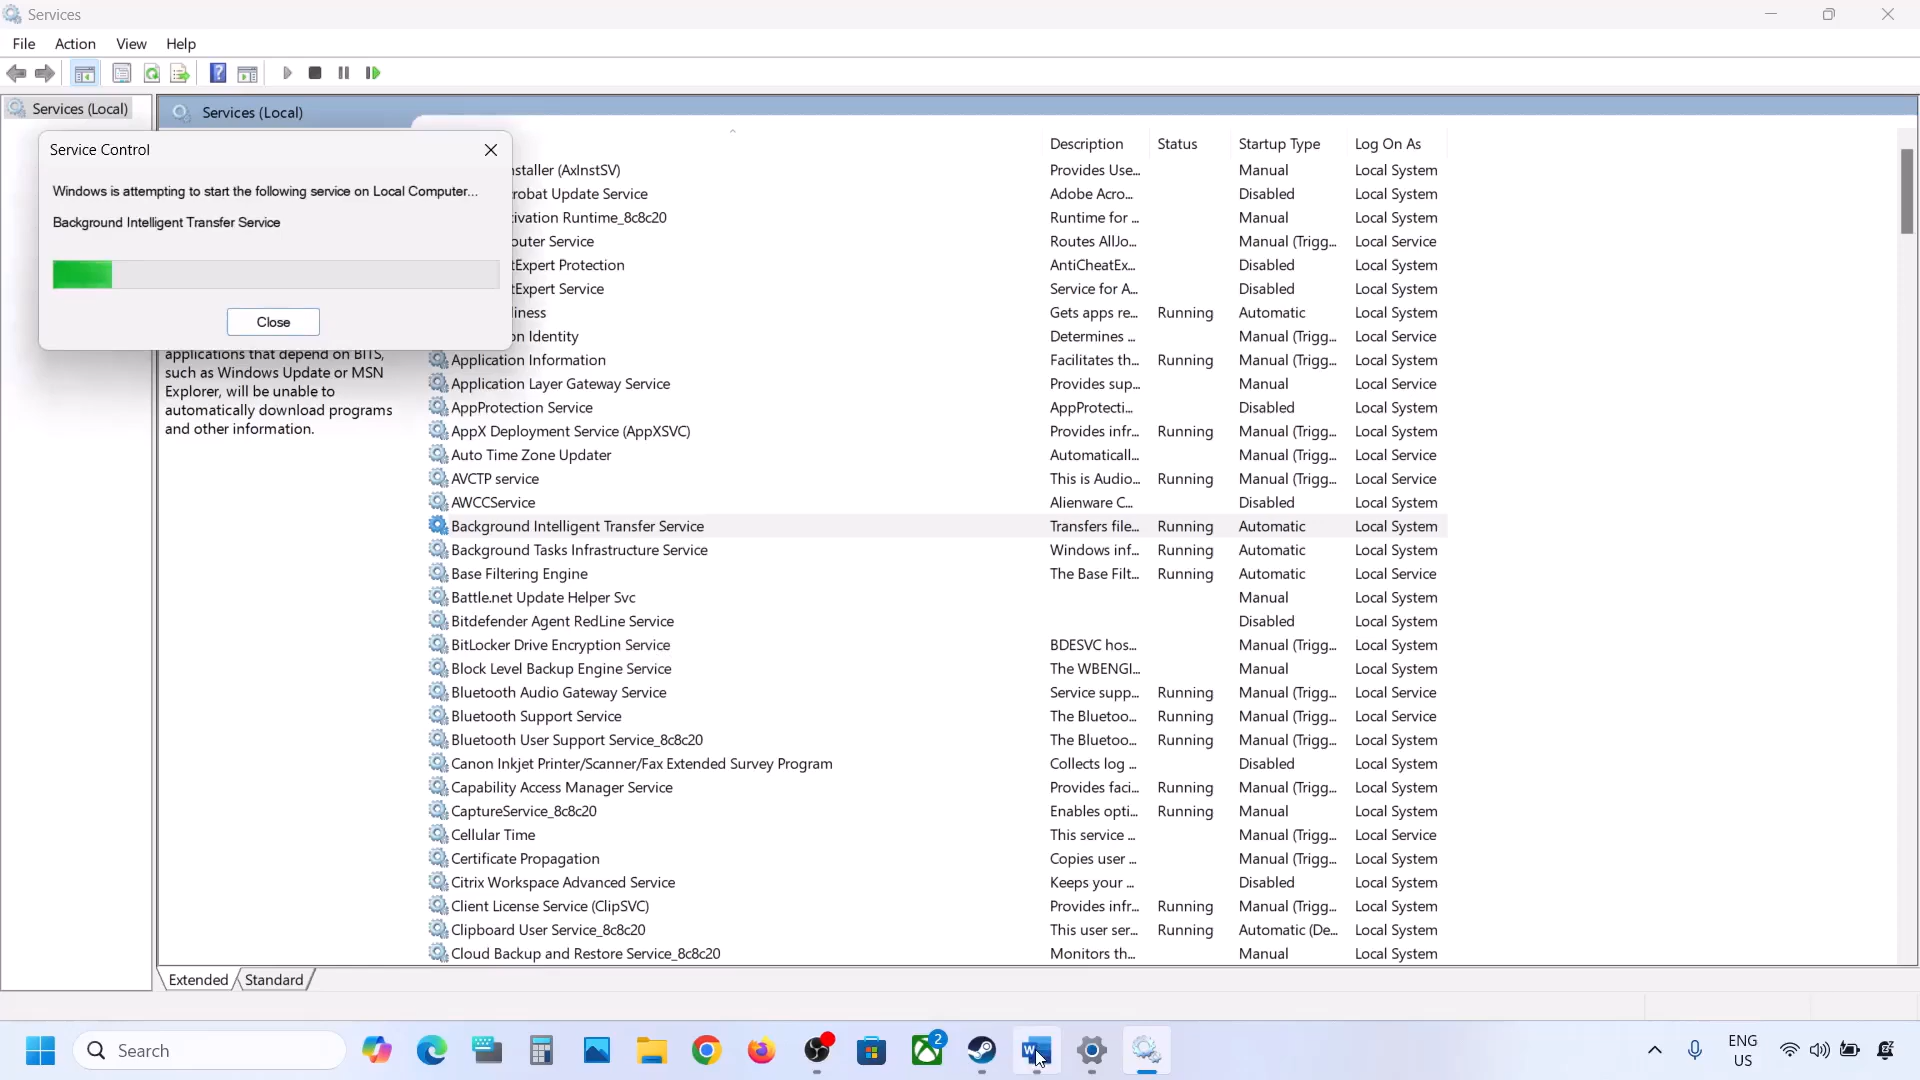 Services
File Action View Help
Services (Local)
Services (Local)
Service Control
Windows is attempting to start the following service on Local Computer...
Background Intelligent Transfer Service
Close
applications that depend on BITS,
such as Windows Update or MSN
Explorer, will be unable to
automatically download programs
and other information.
Description Status Startup Type Log On As
nstaller (AxInstSV) Provides Use... Manual Local System
robat Update Service Adobe Acro... Disabled Local System
tivation Runtime_8c8c20 Runtime for ... Manual Local System
outer Service Routes AllJo... Manual (Trigg... Local Service
tExpert Protection AntiCheatEx... Disabled Local System
tExpert Service Service for A... Disabled Local System
liness Gets apps re... Running Automatic Local System
on Identity Determines ... Manual (Trigg... Local Service
Application Information Facilitates th... Running Manual (Trigg... Local System
Application Layer Gateway Service Provides sup... Manual Local Service
AppProtection Service AppProtecti... Disabled Local System
AppX Deployment Service (AppXSVC) Provides infr... Running Manual (Trigg... Local System
Auto Time Zone Updater Automaticall... Manual (Trigg... Local Service
AVCTP service This is Audio... Running Manual (Trigg... Local Service
AWCCService Alienware C... Disabled Local System
Background Intelligent Transfer Service Transfers file... Running Automatic Local System
Background Tasks Infrastructure Service Windows inf... Running Automatic Local System
Base Filtering Engine The Base Filt... Running Automatic Local Service
Battle.net Update Helper Svc Manual Local System
Bitdefender Agent RedLine Service Disabled Local System
BitLocker Drive Encryption Service BDESVC hos... Manual (Trigg... Local System
Block Level Backup Engine Service The WBENGI... Manual Local System
Bluetooth Audio Gateway Service Service supp... Running Manual (Trigg... Local Service
Bluetooth Support Service The Bluetoo... Running Manual (Trigg... Local Service
Bluetooth User Support Service_8c8c20 The Bluetoo... Running Manual (Trigg... Local System
Canon Inkjet Printer/Scanner/Fax Extended Survey Program Collects log ... Disabled Local System
Capability Access Manager Service Provides faci... Running Manual (Trigg... Local System
CaptureService_8c8c20 Enables opti... Running Manual Local System
Cellular Time This service ... Manual (Trigg... Local Service
Certificate Propagation Copies user ... Manual (Trigg... Local System
Citrix Workspace Advanced Service Keeps your ... Disabled Local System
Client License Service (ClipSVC) Provides infr... Running Manual (Trigg... Local System
Clipboard User Service_8c8c20 This user ser... Running Automatic (De... Local System
Cloud Backup and Restore Service_8c8c20 Monitors th... Manual Local System
Extended Standard
Search
2
ENG
US